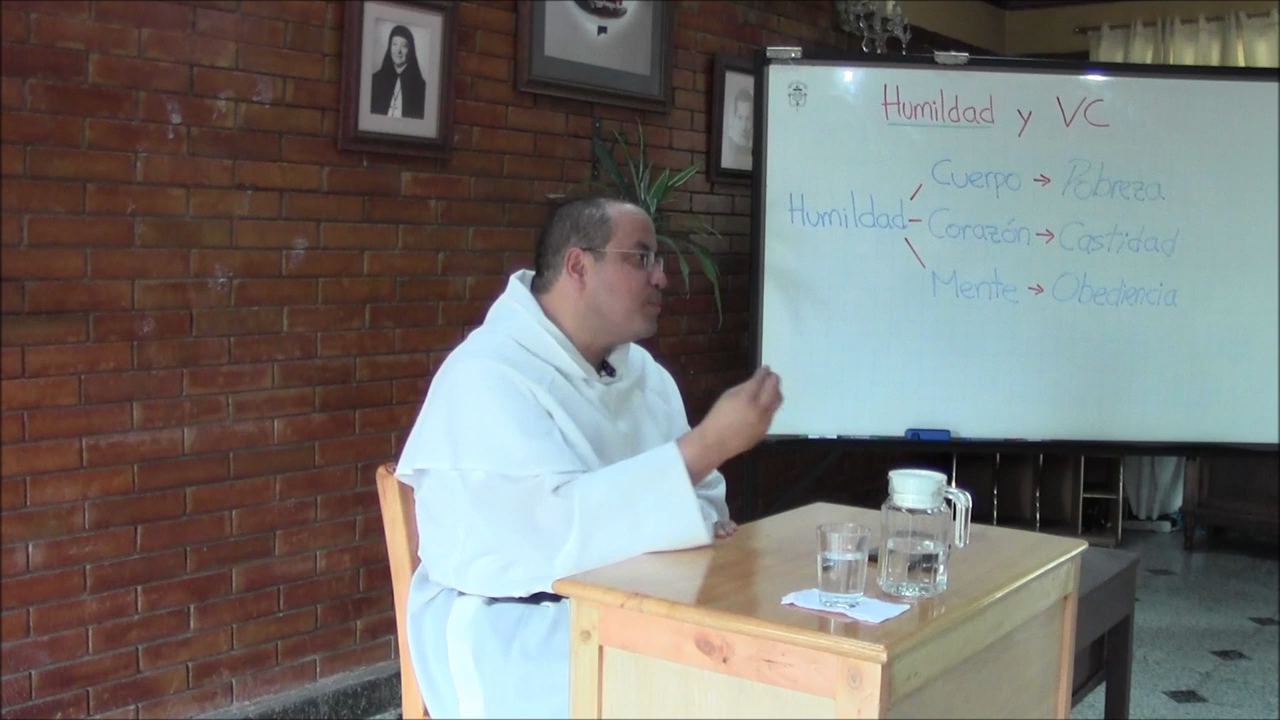 Humildad y VC
Cuerpo → Pobreza
Humildad - Corazón → Castidad
Mente → Obediencia